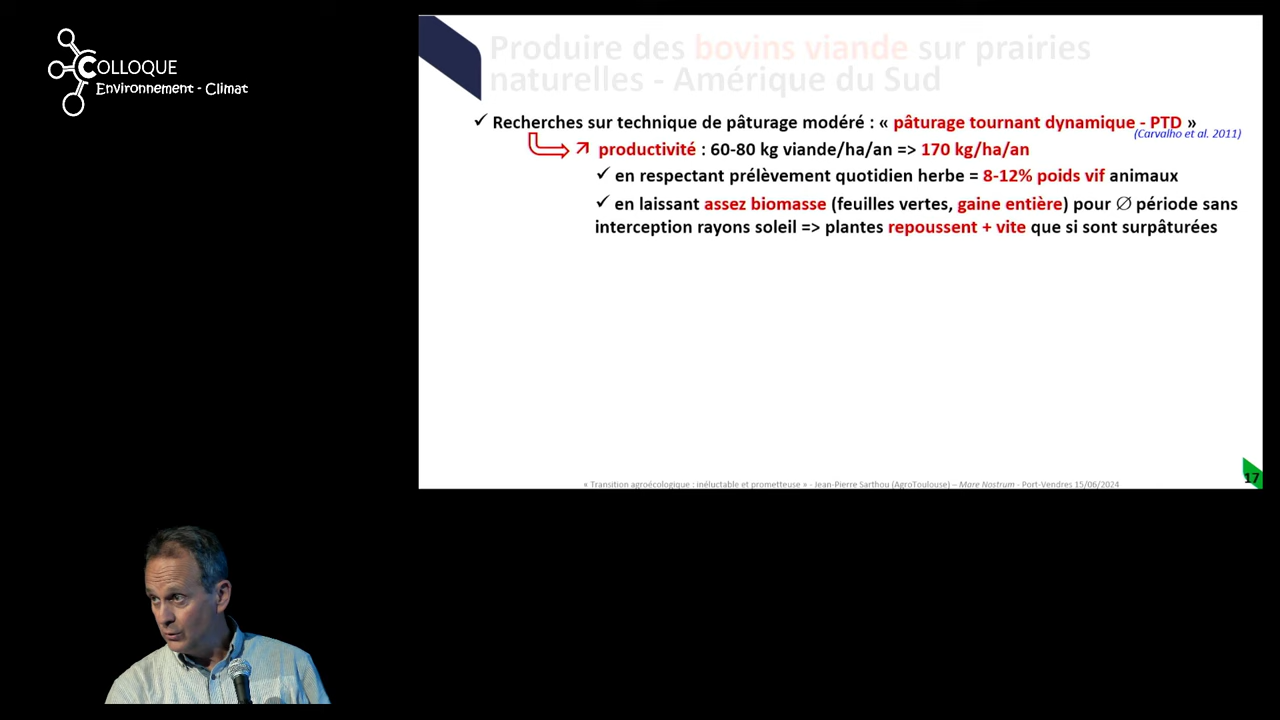 COLLOQUE
Environnement - Climat
Produire des bovins viande sur prairies
naturelles - Amérique du Sud
✓ Recherches sur technique de pâturage modéré : « pâturage tournant dynamique - PTD »
(Carvalho et al. 2011)
↗ productivité : 60-80 kg viande/ha/an => 170 kg/ha/an
✓ en respectant prélèvement quotidien herbe = 8-12% poids vif animaux
✓ en laissant assez biomasse (feuilles vertes, gaine entière) pour ∅ période sans
interception rayons soleil => plantes repoussent + vite que si sont surpâturées
« Transition agroécologique : inéluctable et prometteuse » - Jean-Pierre Sarthou (AgroToulouse) – Mare Nostrum - Port-Vendres 15/06/2024
17